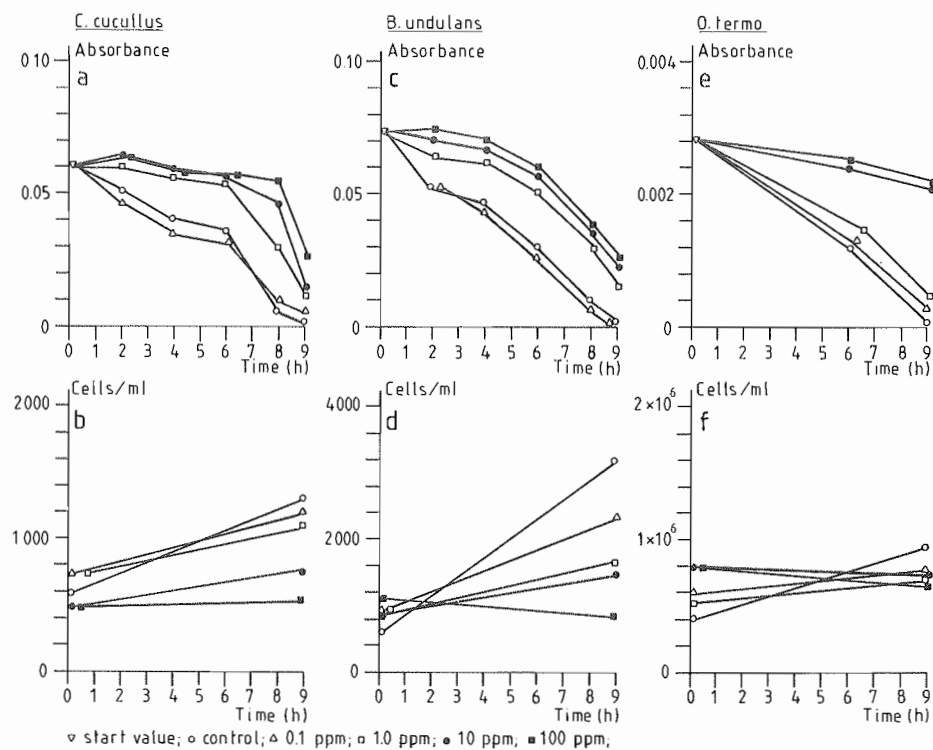 C. cucullus B. undulans O. termo
Absorbance Absorbance Absorbance
0.10 0.10 0.004
a c e
0.05 0.05 0.002
0 0 0
0 1 2 3 4 5 6 7 8 9 0 1 2 3 4 5 6 7 8 9 0 1 2 3 4 5 6 7 8 9
Time (h) Time (h) Time (h)
Cells/ml Cells/ml Cells/ml
2000 4000 2×10⁶
b d f
1000 2000 1×10⁶
0 0 0
0 1 2 3 4 5 6 7 8 9 0 1 2 3 4 5 6 7 8 9 0 1 2 3 4 5 6 7 8 9
Time (h) Time (h) Time (h)
▿ start value; ○ control; △ 0.1 ppm; □ 1.0 ppm; ● 10 ppm; ■ 100 ppm;